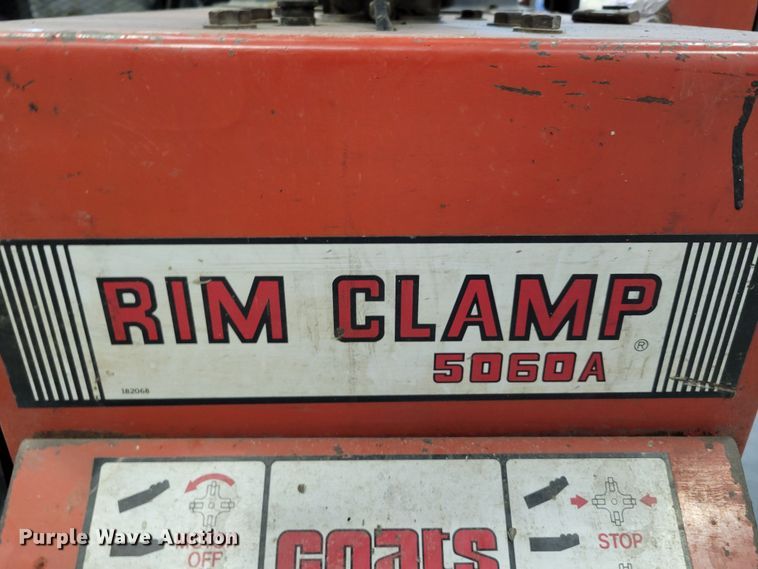 RIM CLAMP
®
5060A
182068
coats
OFF
STOP
Purple Wave Auction